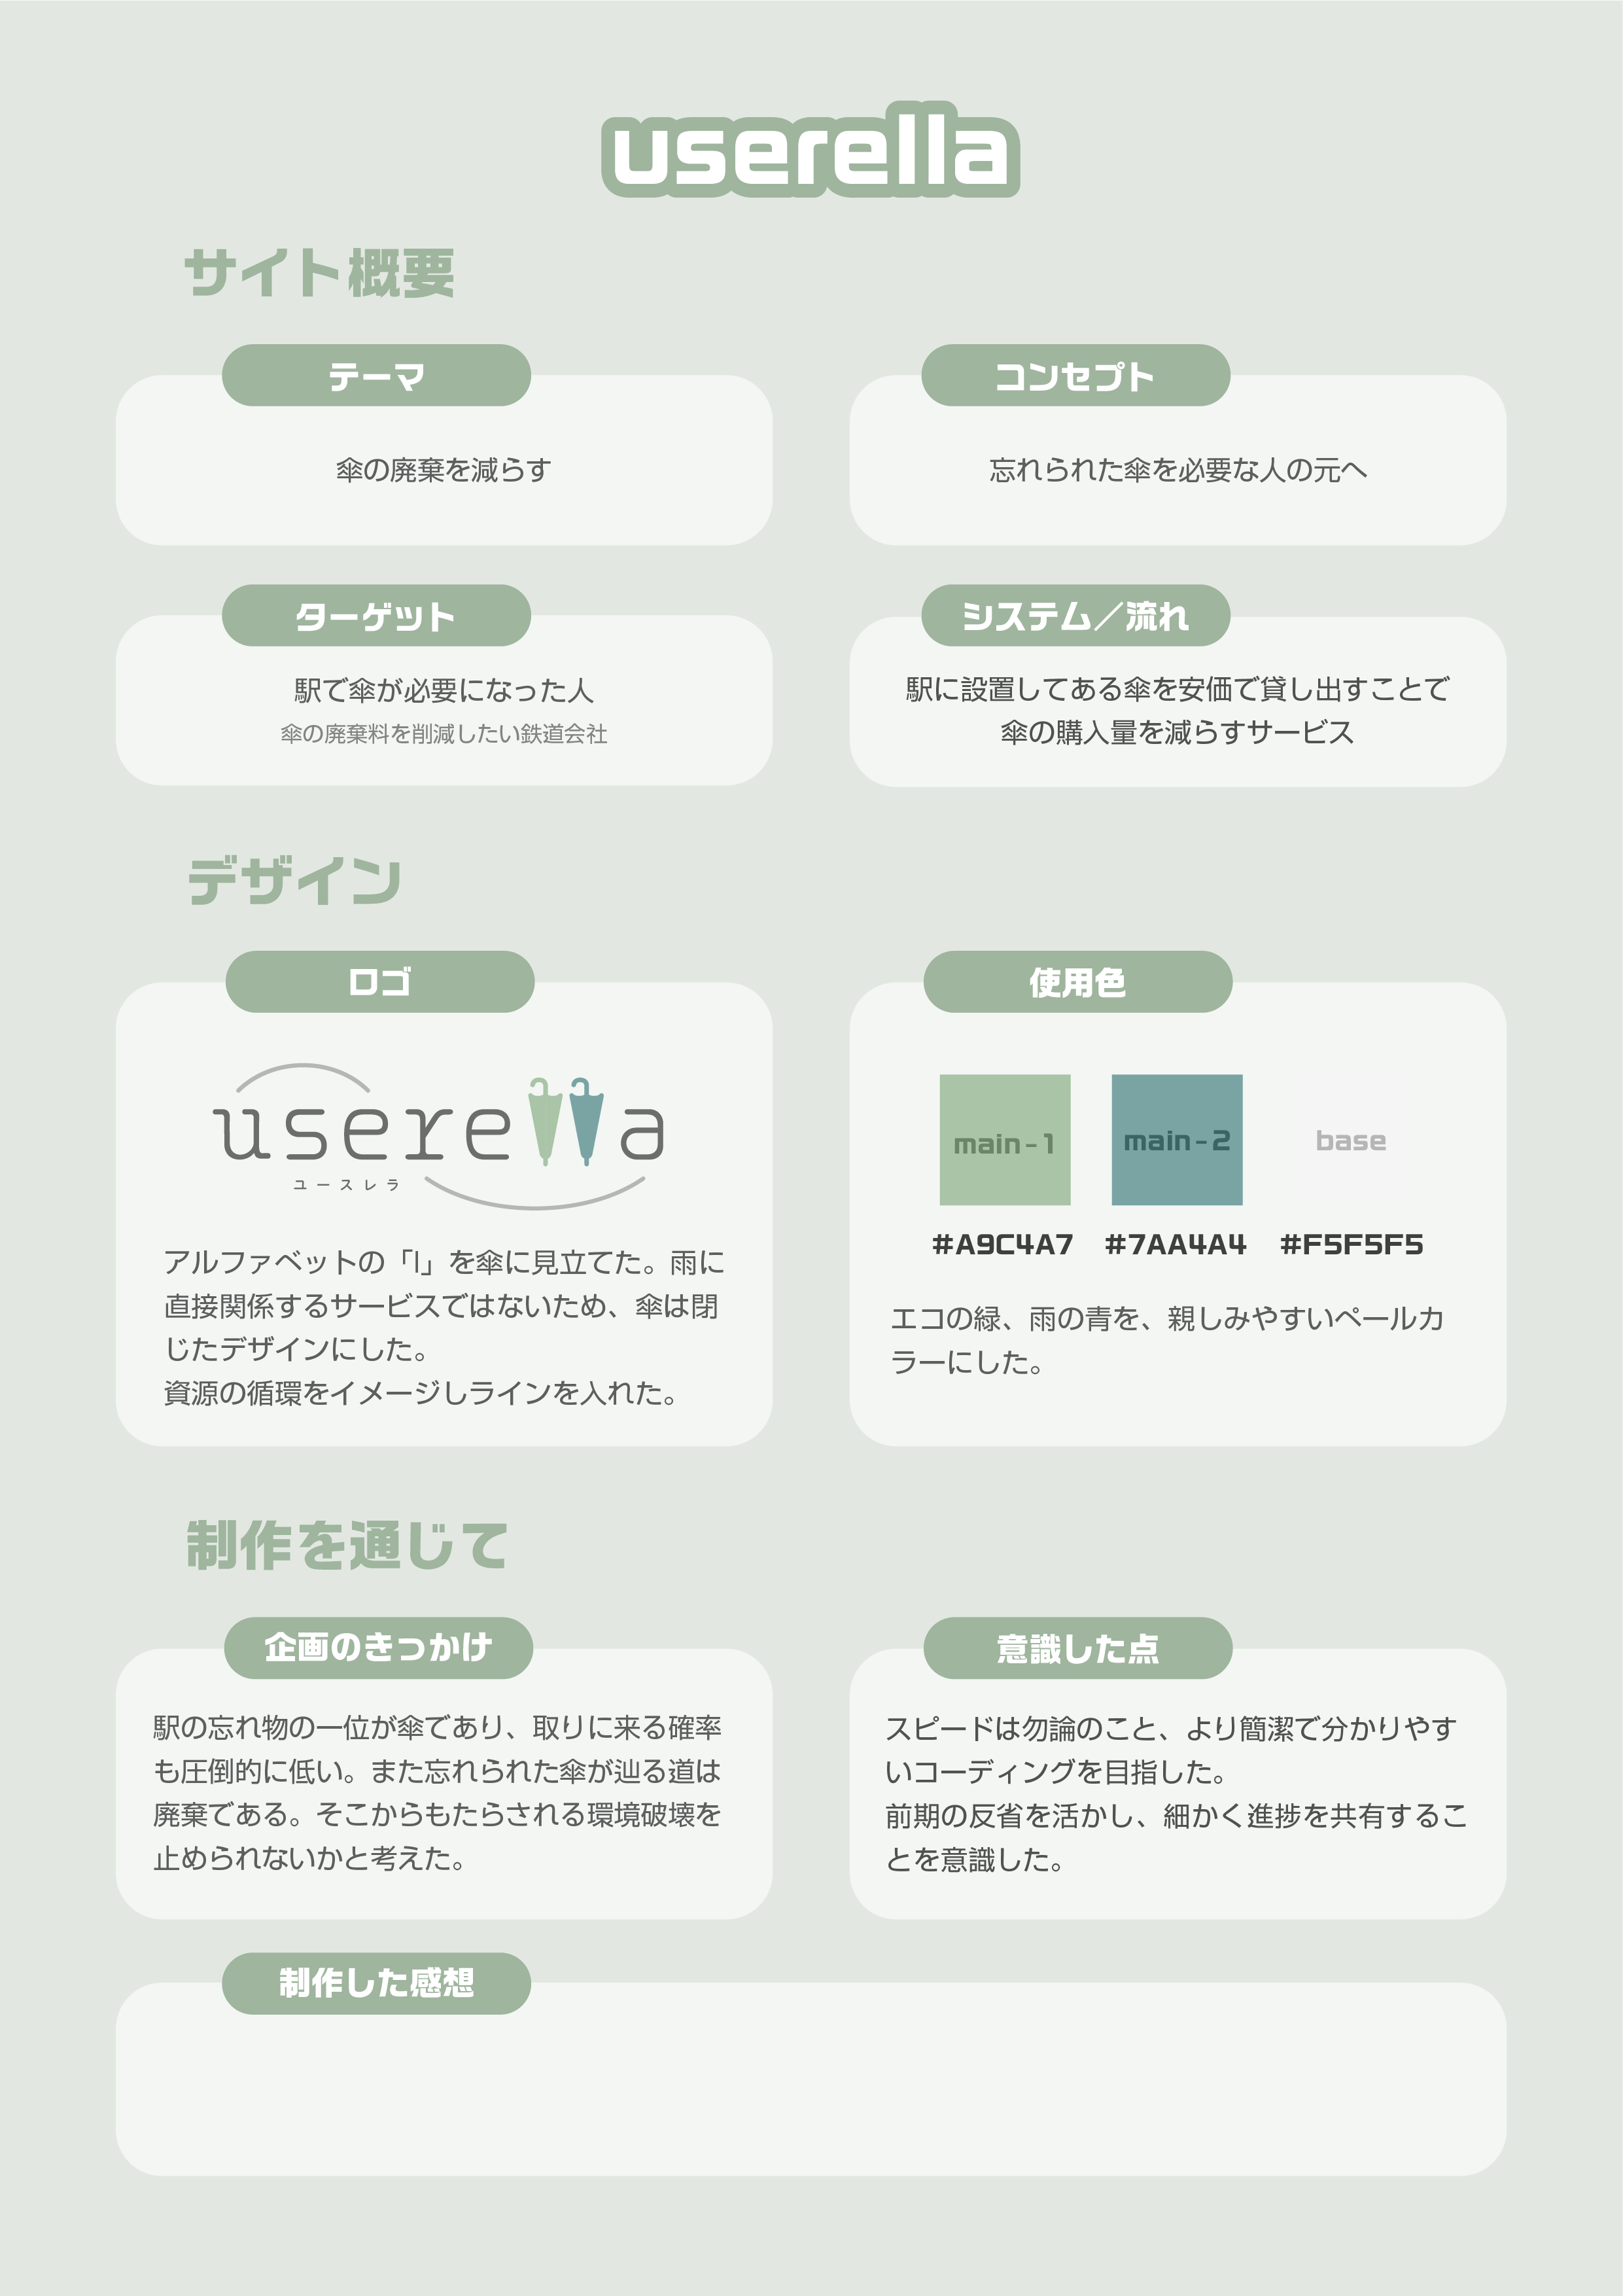 userella
サイト概要
テーマ
傘の廃棄を減らす
コンセプト
忘れられた傘を必要な人の元へ
ターゲット
駅で傘が必要になった人
傘の廃棄料を削減したい鉄道会社
システム／流れ
駅に設置してある傘を安価で貸し出すことで
傘の購入量を減らすサービス
デザイン
ロゴ
userella
ユースレラ
アルファベットの「l」を傘に見立てた。雨に
直接関係するサービスではないため、傘は閉
じたデザインにした。
資源の循環をイメージしラインを入れた。
使用色
main-1
main-2
base
#A9C4A7
#7AA4A4
#F5F5F5
エコの緑、雨の青を、親しみやすいペールカ
ラーにした。
制作を通じて
企画のきっかけ
駅の忘れ物の一位が傘であり、取りに来る確率
も圧倒的に低い。また忘れられた傘が辿る道は
廃棄である。そこからもたらされる環境破壊を
止められないかと考えた。
意識した点
スピードは勿論のこと、より簡潔で分かりやす
いコーディングを目指した。
前期の反省を活かし、細かく進捗を共有するこ
とを意識した。
制作した感想